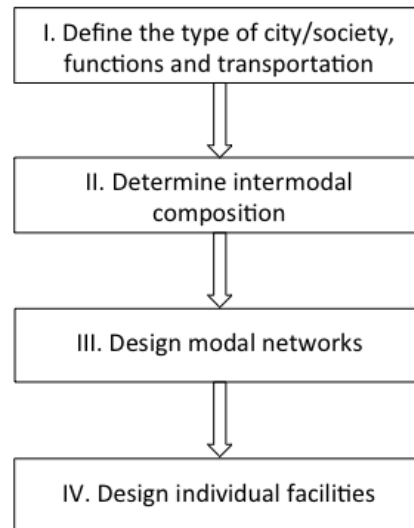 I. Define the type of city/society,
functions and transportation
II. Determine intermodal
composition
III. Design modal networks
IV. Design individual facilities